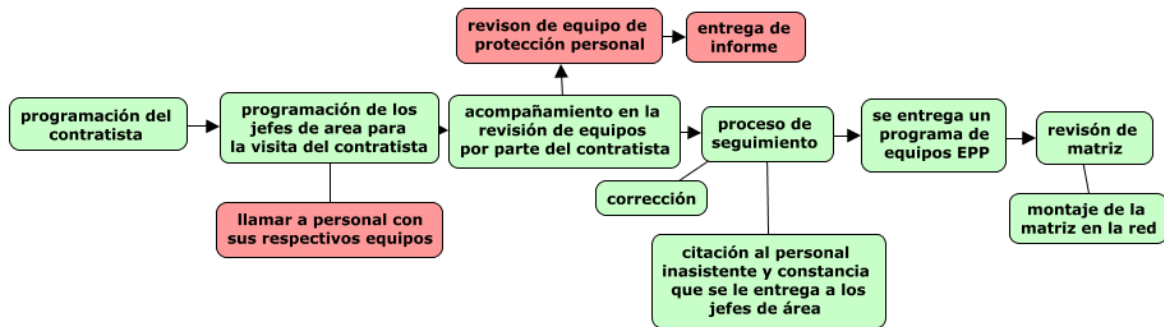 revison de equipo de
protección personal
entrega de
informe
programación del
contratista
programación de los
jefes de area para
la visita del contratista
acompañamiento en la
revisión de equipos
por parte del contratista
proceso de
seguimiento
se entrega un
programa de
equipos EPP
revisón de
matriz
llamar a personal con
sus respectivos equipos
corrección
citación al personal
inasistente y constancia
que se le entrega a los
jefes de área
montaje de la
matriz en la red